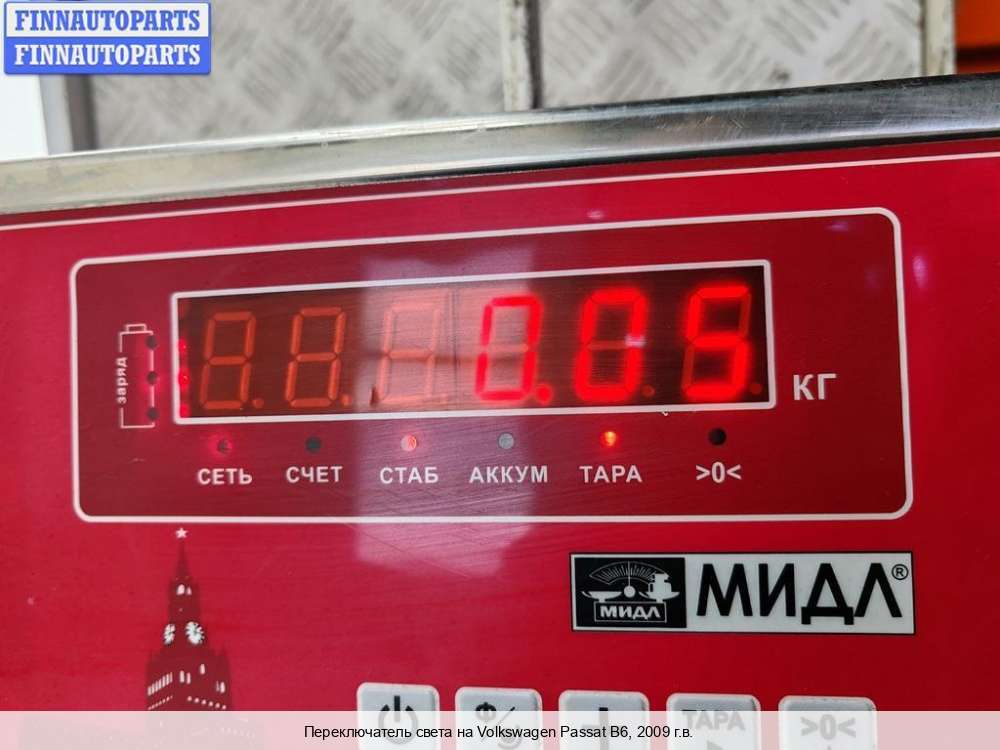 FINNAUTOPARTS
FINNAUTOPARTS
заряд
0.05
КГ
СЕТЬ СЧЕТ СТАБ АККУМ ТАРА >0<
МИДЛ МИДЛ®
ТАРА >0<
Переключатель света на Volkswagen Passat B6, 2009 г.в.